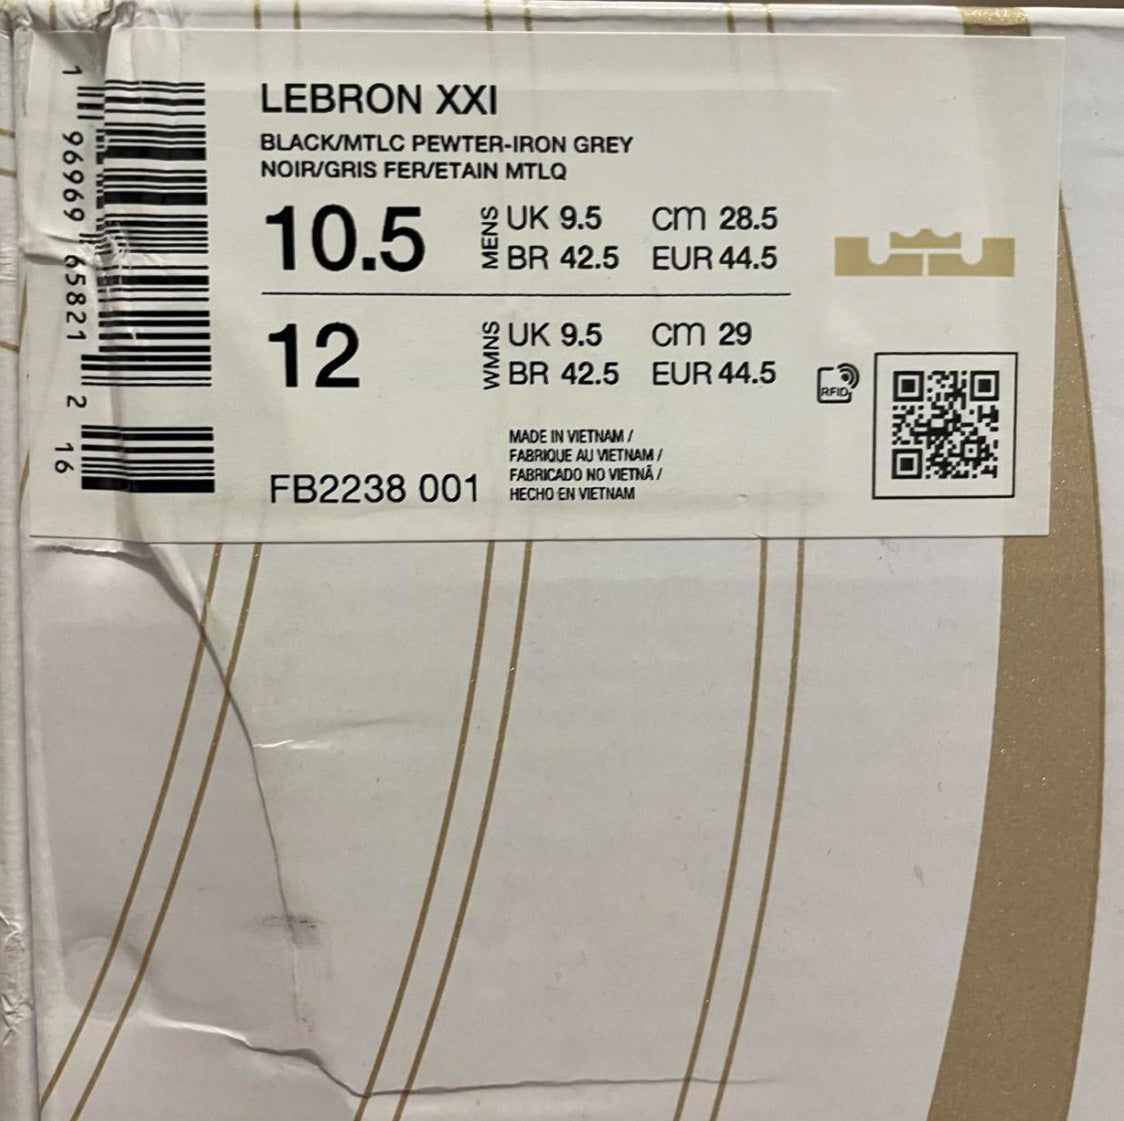 LEBRON XXI
BLACK/MTLC PEWTER-IRON GREY
NOIR/GRIS FER/ETAIN MTLQ
10.5 MENS UK 9.5 CM 28.5
BR 42.5 EUR 44.5
12 WMNS UK 9.5 CM 29
BR 42.5 EUR 44.5
RFID
MADE IN VIETNAM /
FABRIQUE AU VIETNAM /
FABRICADO NO VIETNÃ /
HECHO EN VIETNAM
FB2238 001
1 96969 65821 2 16